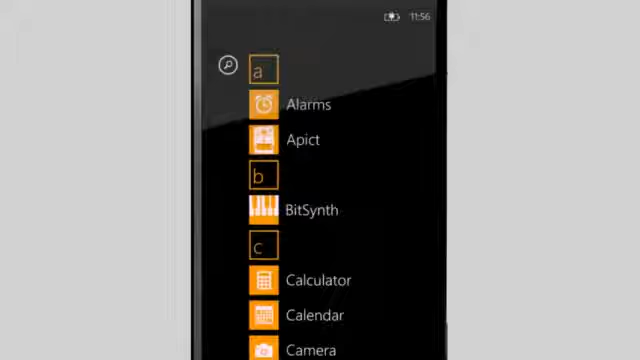 11:56
a
Alarms
Apict
b
BitSynth
c
Calculator
Calendar
Camera